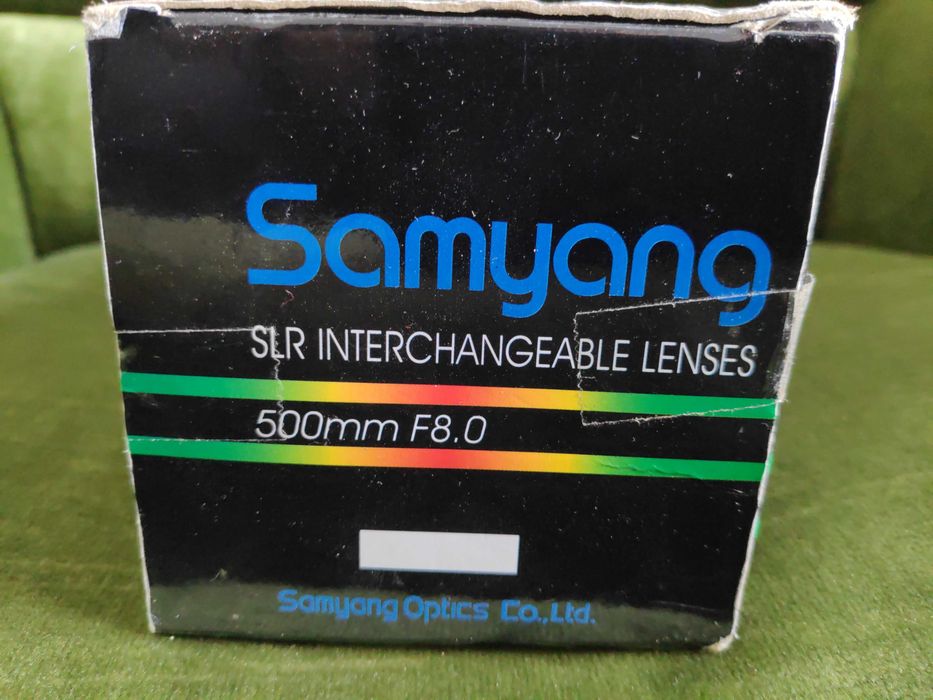 Samyang
SLR INTERCHANGEABLE LENSES
500mm F8.0
Samyang Optics Co.,Ltd.